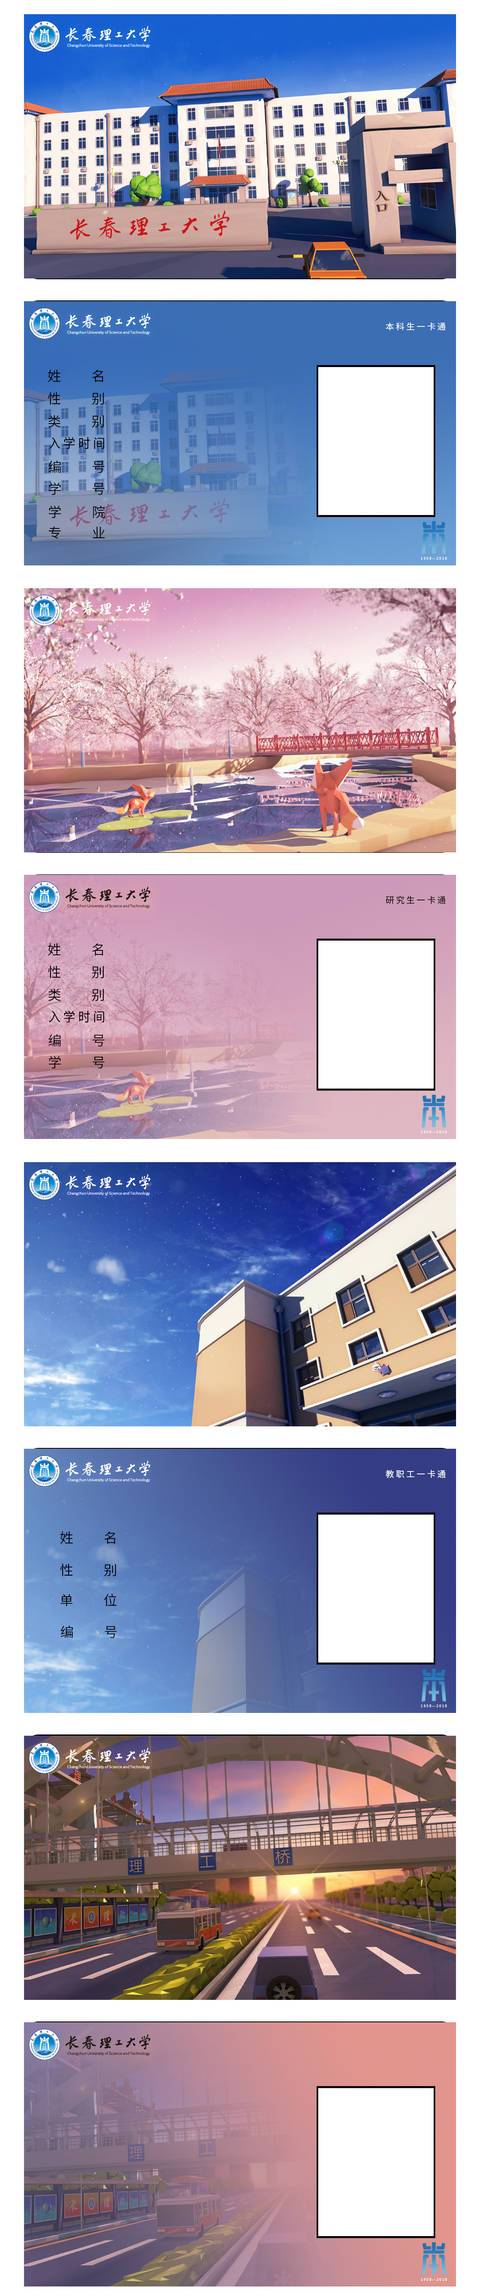 长春理工大学
Changchun University of Science and Technology
入口
长春理工大学
长春理工大学
Changchun University of Science and Technology
本科生一卡通
姓 名
性 别
类 别
入学时间
编 号
学 号
学 院
专 业
长春理工大学
1958—2018
长春理工大学
Changchun University of Science and Technology
长春理工大学
Changchun University of Science and Technology
研究生一卡通
姓 名
性 别
类 别
入学时间
编 号
学 号
1958—2018
长春理工大学
Changchun University of Science and Technology
长春理工大学
Changchun University of Science and Technology
教职工一卡通
姓 名
性 别
单 位
编 号
1958—2018
长春理工大学
Changchun University of Science and Technology
理 工 桥
长春理工大学
Changchun University of Science and Technology
理 工
1958—2018